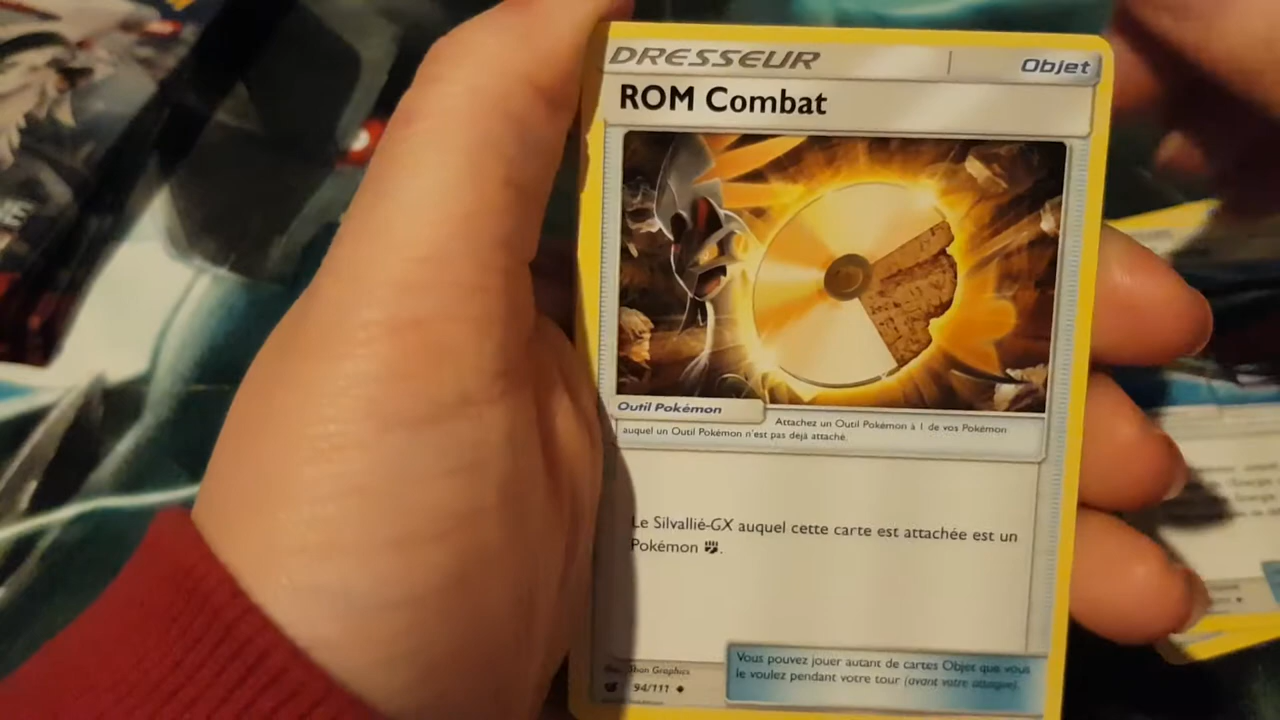 DRESSEUR
Objet
ROM Combat
Outil Pokémon
Attachez un Outil Pokémon à 1 de vos Pokémon
auquel un Outil Pokémon n'est pas déjà attaché.
Le Silvallié-GX auquel cette carte est attachée est un
Pokémon
Vous pouvez jouer autant de cartes Objet que vous
le voulez pendant votre tour (avant votre attaque).
Than Graphics
94/111